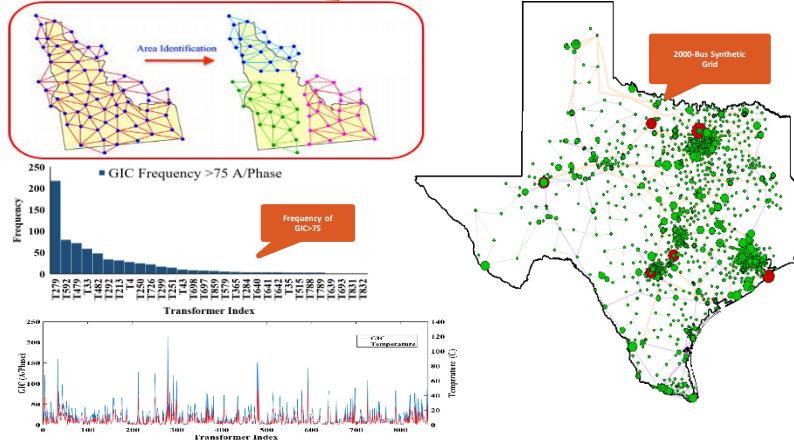 Area Identification
2000-Bus Synthetic
Grid
GIC Frequency >75 A/Phase
Frequency
250
200
150
100
50
0
Frequency of
GIC>75
T279
T592
T479
T33
T482
T292
T213
T4
T250
T726
T299
T251
T43
T698
T697
T859
T579
T365
T284
T640
T641
T642
T35
T515
T788
T789
T639
T693
T831
T832
Transformer Index
GIC (A/Phase)
250
200
150
100
50
0
GIC
Temperature
140
120
100
80
60
40
20
0
Temprature (C)
0
100
200
300
400
500
600
700
800
Transformer Index